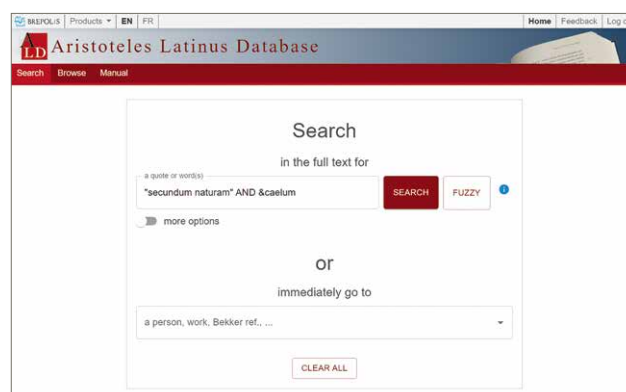 BREPOLiS Products EN FR Home Feedback Log
ALD Aristoteles Latinus Database
Search Browse Manual
Search
in the full text for
a quote or word(s)
"secundum naturam" AND &caelum SEARCH FUZZY
more options
or
immediately go to
a person, work, Bekker ref., ...
CLEAR ALL